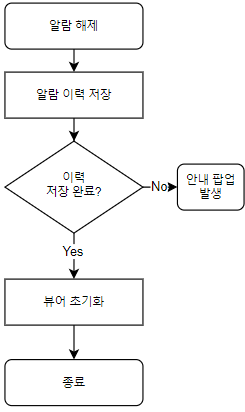 알람 해제
알람 이력 저장
이력
저장 완료?
No
안내 팝업
발생
Yes
뷰어 초기화
종료